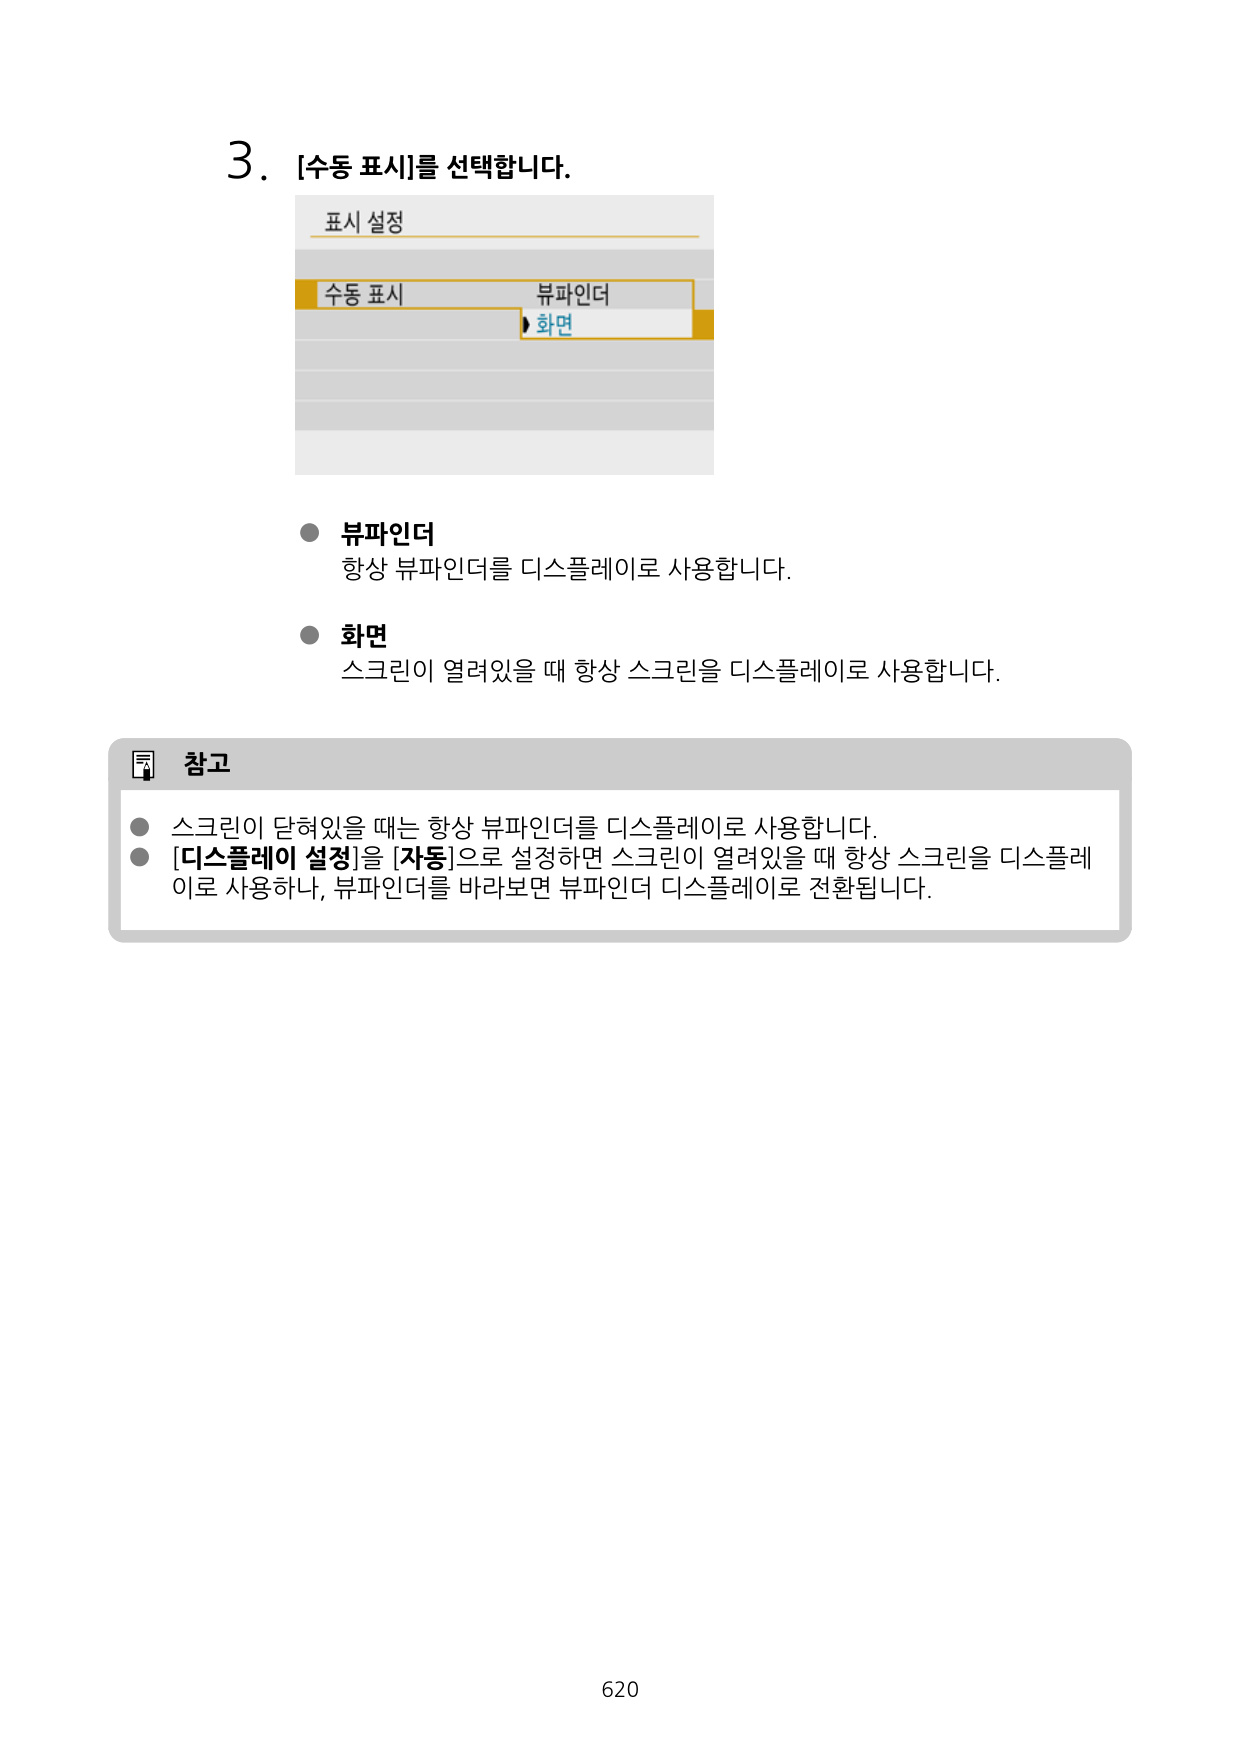 3. [수동 표시]를 선택합니다.
표시 설정
수동 표시 뷰파인더
화면
● 뷰파인더
항상 뷰파인더를 디스플레이로 사용합니다.
● 화면
스크린이 열려있을 때 항상 스크린을 디스플레이로 사용합니다.
참고
● 스크린이 닫혀있을 때는 항상 뷰파인더를 디스플레이로 사용합니다.
● [디스플레이 설정]을 [자동]으로 설정하면 스크린이 열려있을 때 항상 스크린을 디스플레
이로 사용하나, 뷰파인더를 바라보면 뷰파인더 디스플레이로 전환됩니다.
620